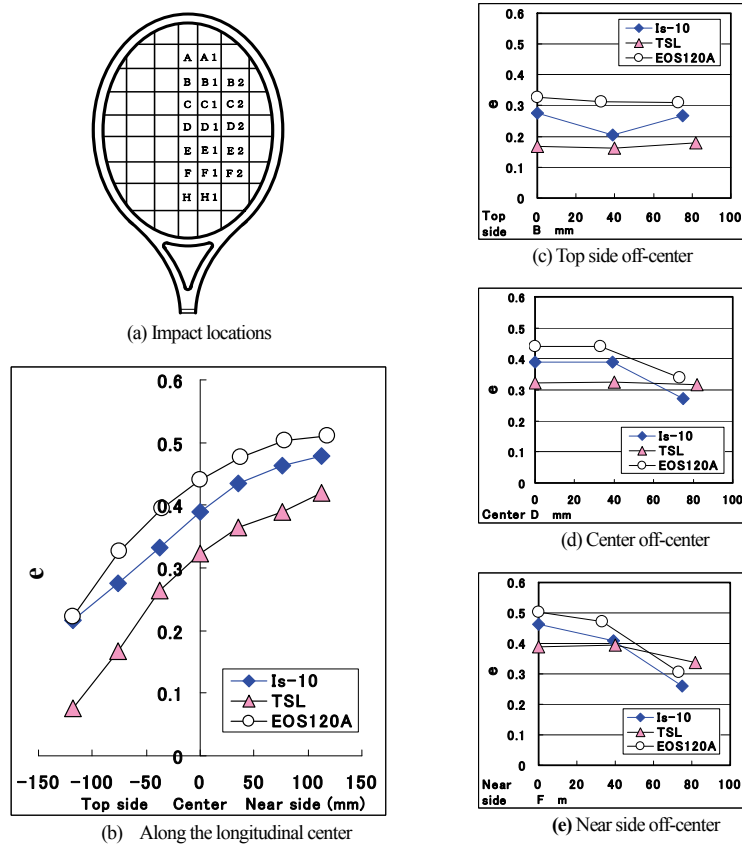 A A1
B B1 B2
C C1 C2
D D1 D2
E E1 E2
F F1 F2
H H1
(a) Impact locations
0.6
0.5
0.4
0.3
0.2
0.1
0
e
-150 -100 -50 0 50 100 150
Top side Center Near side (mm)
Is-10
TSL
EOS120A
(b) Along the longitudinal center
0.6
0.5
0.4
0.3
0.2
0.1
0
e
Is-10
TSL
EOS120A
Top side
0 20 40 60 80 100
B mm
(c) Top side off-center
0.6
0.5
0.4
0.3
0.2
0.1
0
e
Is-10
TSL
EOS120A
0 20 40 60 80 100
Center D mm
(d) Center off-center
0.6
0.5
0.4
0.3
0.2
0.1
0
e
Is-10
TSL
EOS120A
Near side
0 20 40 60 80 100
F m
(e) Near side off-center